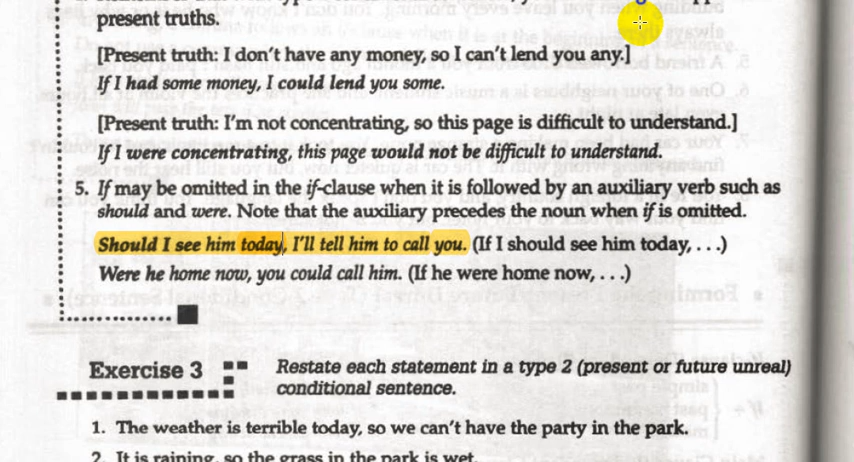 present truths.
[Present truth: I don't have any money, so I can't lend you any.]
If I had some money, I could lend you some.
[Present truth: I'm not concentrating, so this page is difficult to understand.]
If I were concentrating, this page would not be difficult to understand.
5. If may be omitted in the if-clause when it is followed by an auxiliary verb such as
should and were. Note that the auxiliary precedes the noun when if is omitted.
Should I see him today, I'll tell him to call you. (If I should see him today, . . .)
Were he home now, you could call him. (If he were home now, . . .)
Exercise 3
Restate each statement in a type 2 (present or future unreal)
conditional sentence.
1. The weather is terrible today, so we can't have the party in the park.
2. It is raining, so the grass in the park is wet.